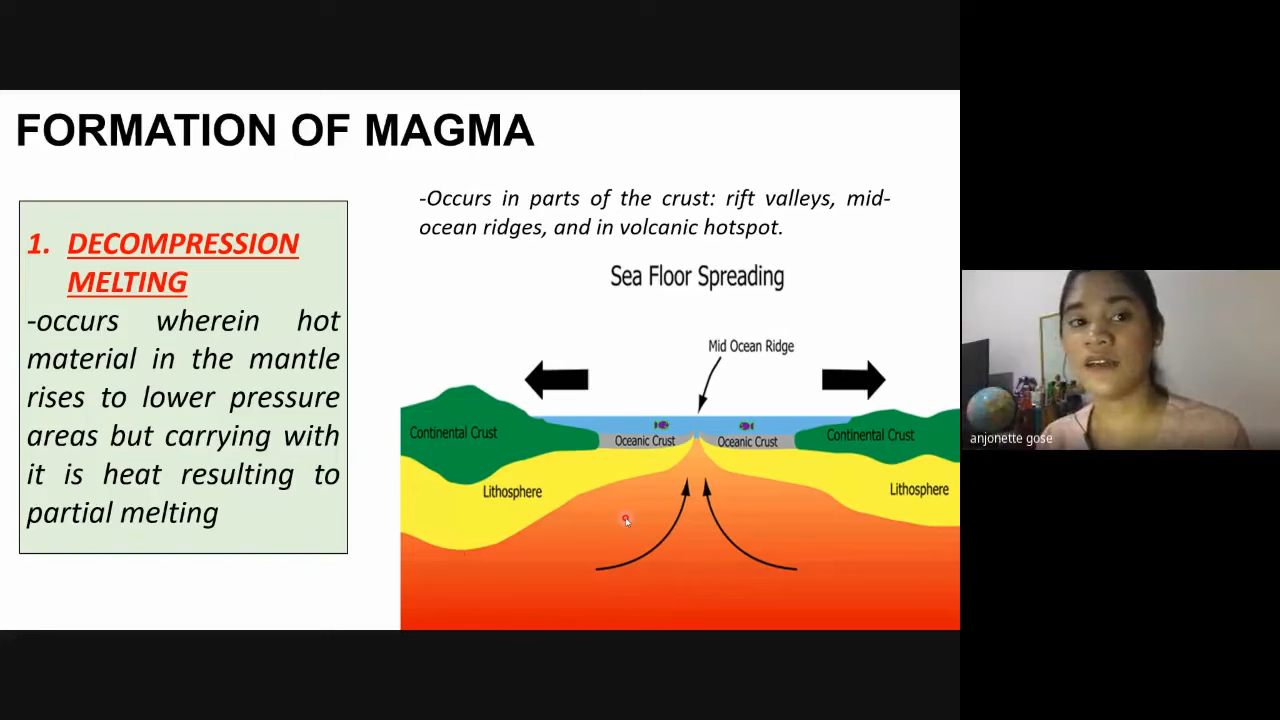 FORMATION OF MAGMA
-Occurs in parts of the crust: rift valleys, mid-
ocean ridges, and in volcanic hotspot.
1. DECOMPRESSION
MELTING
-occurs wherein hot
material in the mantle
rises to lower pressure
areas but carrying with
it is heat resulting to
partial melting
Sea Floor Spreading
Mid Ocean Ridge
Continental Crust
Oceanic Crust
Oceanic Crust
Continental Crust
Lithosphere
Lithosphere
anjonette gose